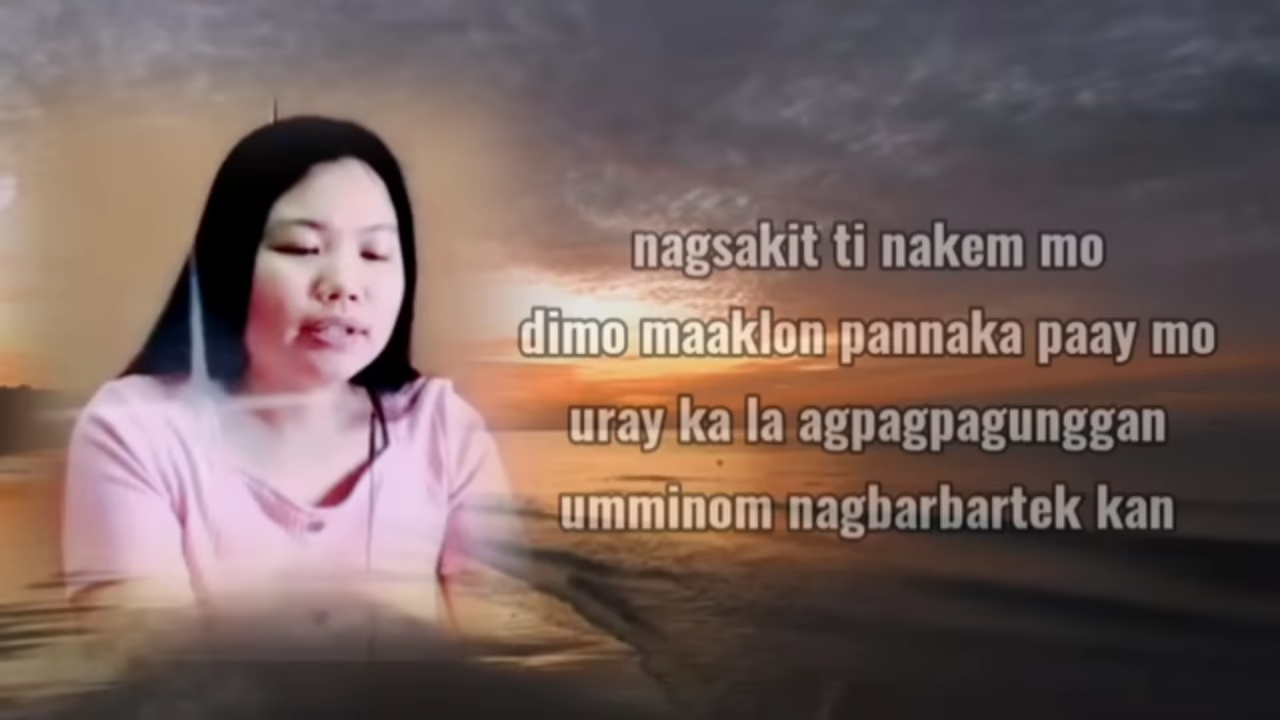 nagsakit ti nakem mo
dimo maaklon pannaka paay mo
uray ka la agpagpagunggan
umminom nagbarbartek kan